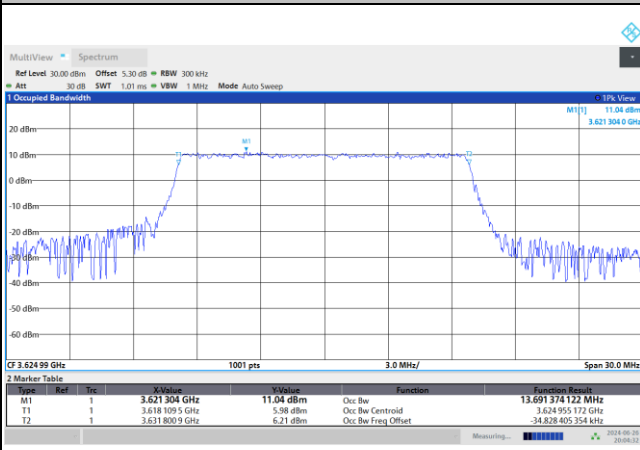 MultiView Spectrum
Ref Level 30.00 dBm Offset 5.30 dB RBW 300 kHz
Att 30 dB SWT 1.01 ms VBW 1 MHz Mode Auto Sweep
1 Occupied Bandwidth 1Pk View
M1[1] 11.04 dBm
3.621 304 0 GHz
M1
20 dBm
10 dBm
0 dBm
-10 dBm
-20 dBm
-30 dBm
-40 dBm
-50 dBm
-60 dBm
CF 3.624 99 GHz 1001 pts 3.0 MHz/ Span 30.0 MHz
2 Marker Table
Type Ref Trc X-Value Y-Value Function Function Result
M1 1 3.621304 GHz 11.04 dBm Occ Bw 13.691 374 122 MHz
T1 1 3.618 109 5 GHz 5.98 dBm Occ Bw Centroid 3.624 955 172 GHz
T2 1 3.631 800 9 GHz 6.21 dBm Occ Bw Freq Offset -34.828 405 354 kHz
Measuring... 2024-06-20
20:04:32